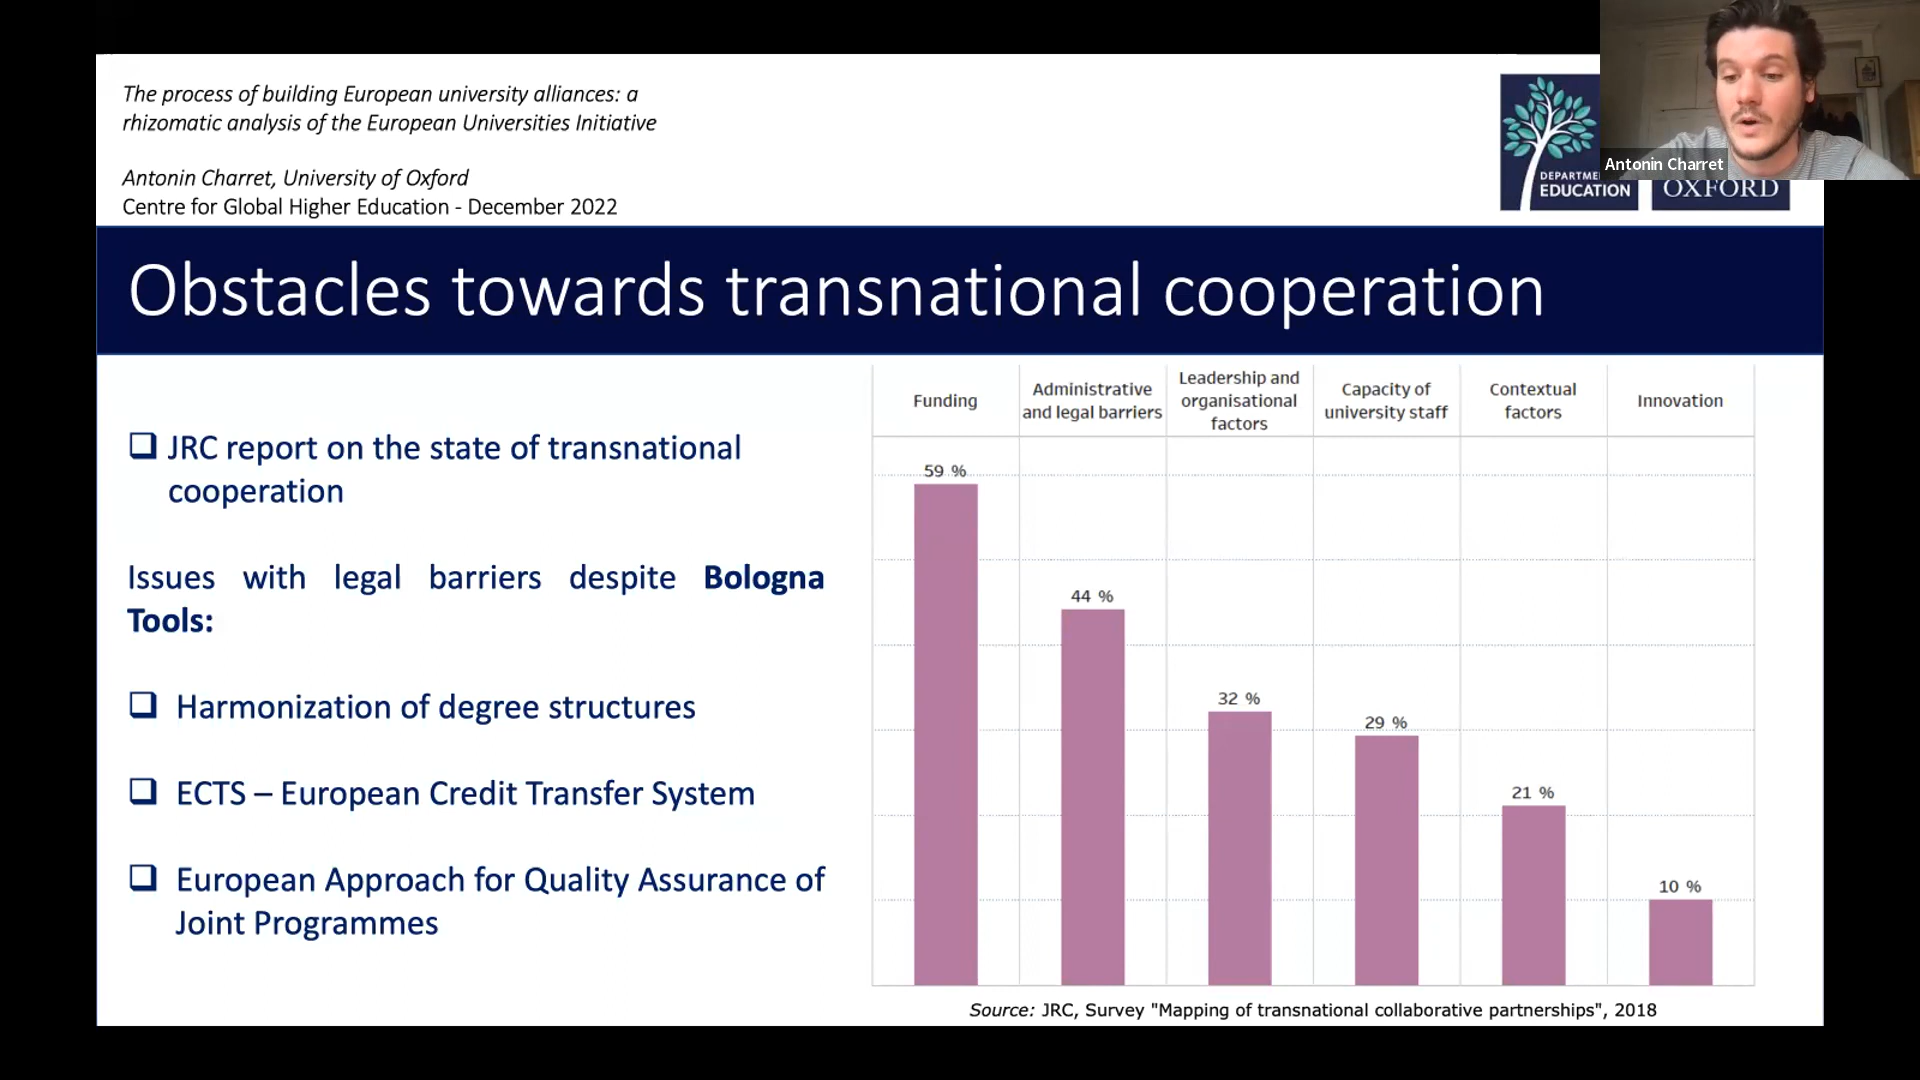 The process of building European university alliances: a
rhizomatic analysis of the European Universities Initiative
Antonin Charret, University of Oxford
Centre for Global Higher Education - December 2022
EDUCATION
OXFORD
Antonin Charret
Obstacles towards transnational cooperation
JRC report on the state of transnational
cooperation
Issues with legal barriers despite Bologna
Tools:
Harmonization of degree structures
ECTS – European Credit Transfer System
European Approach for Quality Assurance of
Joint Programmes
Funding
Administrative
and legal barriers
Leadership and
organisational
factors
Capacity of
university staff
Contextual
factors
Innovation
59 %
44 %
32 %
29 %
21 %
10 %
Source: JRC, Survey "Mapping of transnational collaborative partnerships", 2018